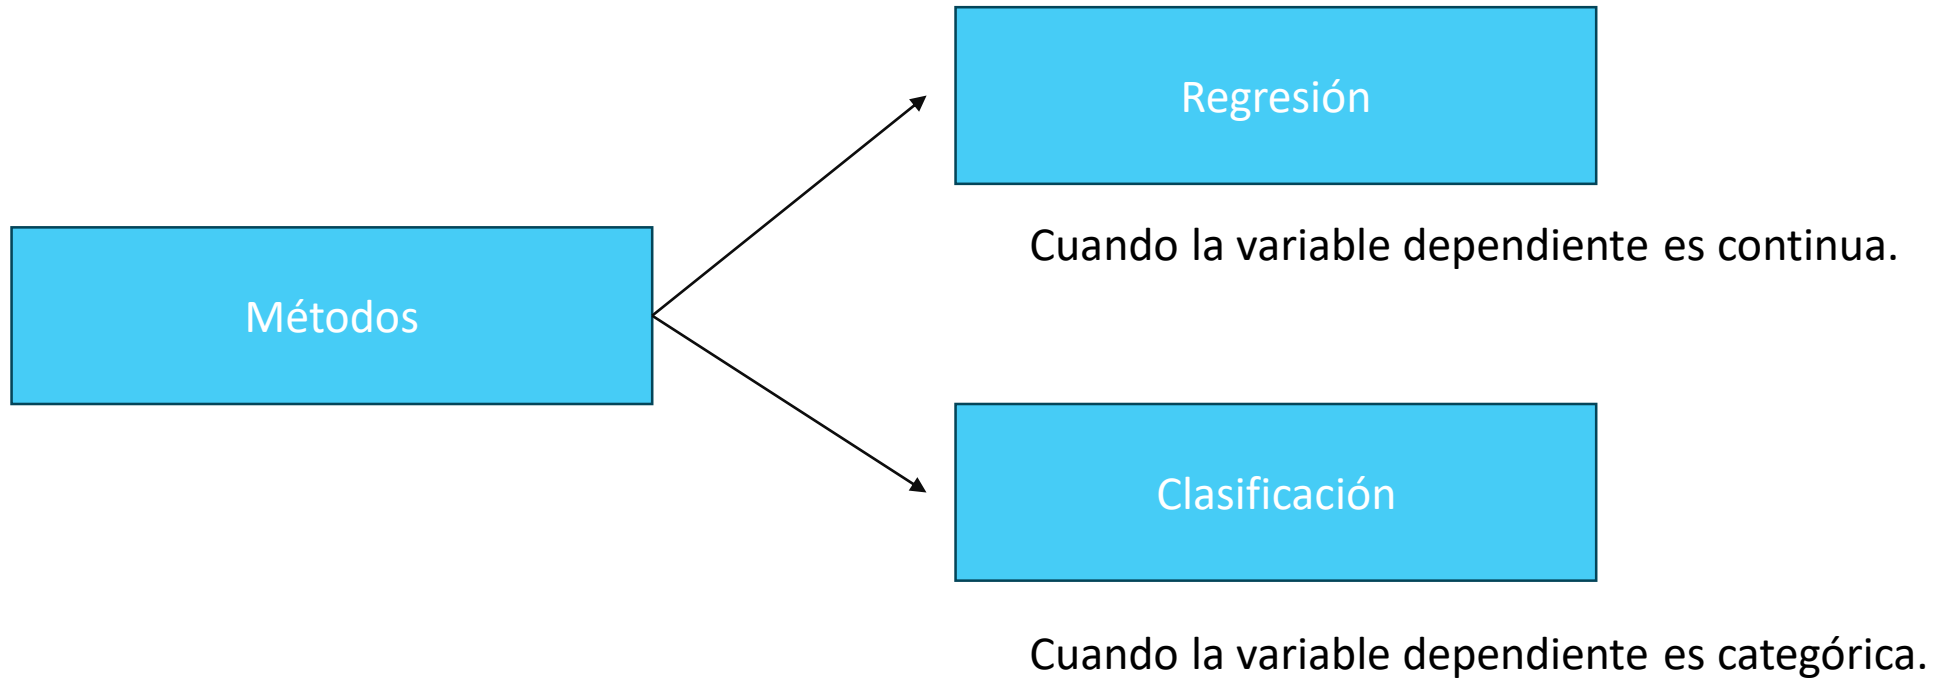 Regresión
Cuando la variable dependiente es continua.
Métodos
Clasificación
Cuando la variable dependiente es categórica.